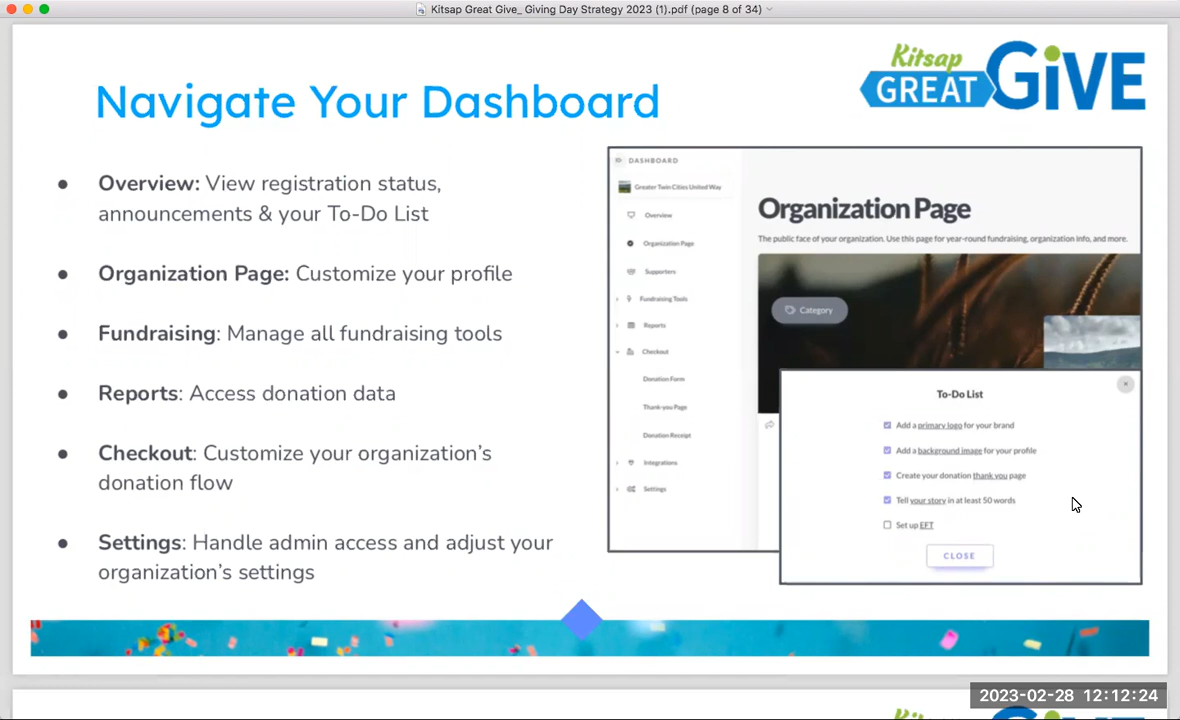 Kitsap Great Give_ Giving Day Strategy 2023 (1).pdf (page 8 of 34)
Kitsap
GREAT GiVE
Navigate Your Dashboard
● Overview: View registration status,
announcements & your To-Do List
● Organization Page: Customize your profile
● Fundraising: Manage all fundraising tools
● Reports: Access donation data
● Checkout: Customize your organization's
donation flow
● Settings: Handle admin access and adjust your
organization's settings
DASHBOARD
Greater Twin Cities United Way
Overview
Organization Page
Supporters
Fundraising Tools
Reports
Checkout
Donation Form
Thank-you Page
Donation Receipt
Integrations
Settings
Organization Page
The public face of your organization. Use this page for year-round fundraising, organization info, and more.
Category
To-Do List
Add a primary logo for your brand
Add a background image for your profile
Create your donation thank you page
Tell your story in at least 50 words
Set up EFT
CLOSE
2023-02-28 12:12:24